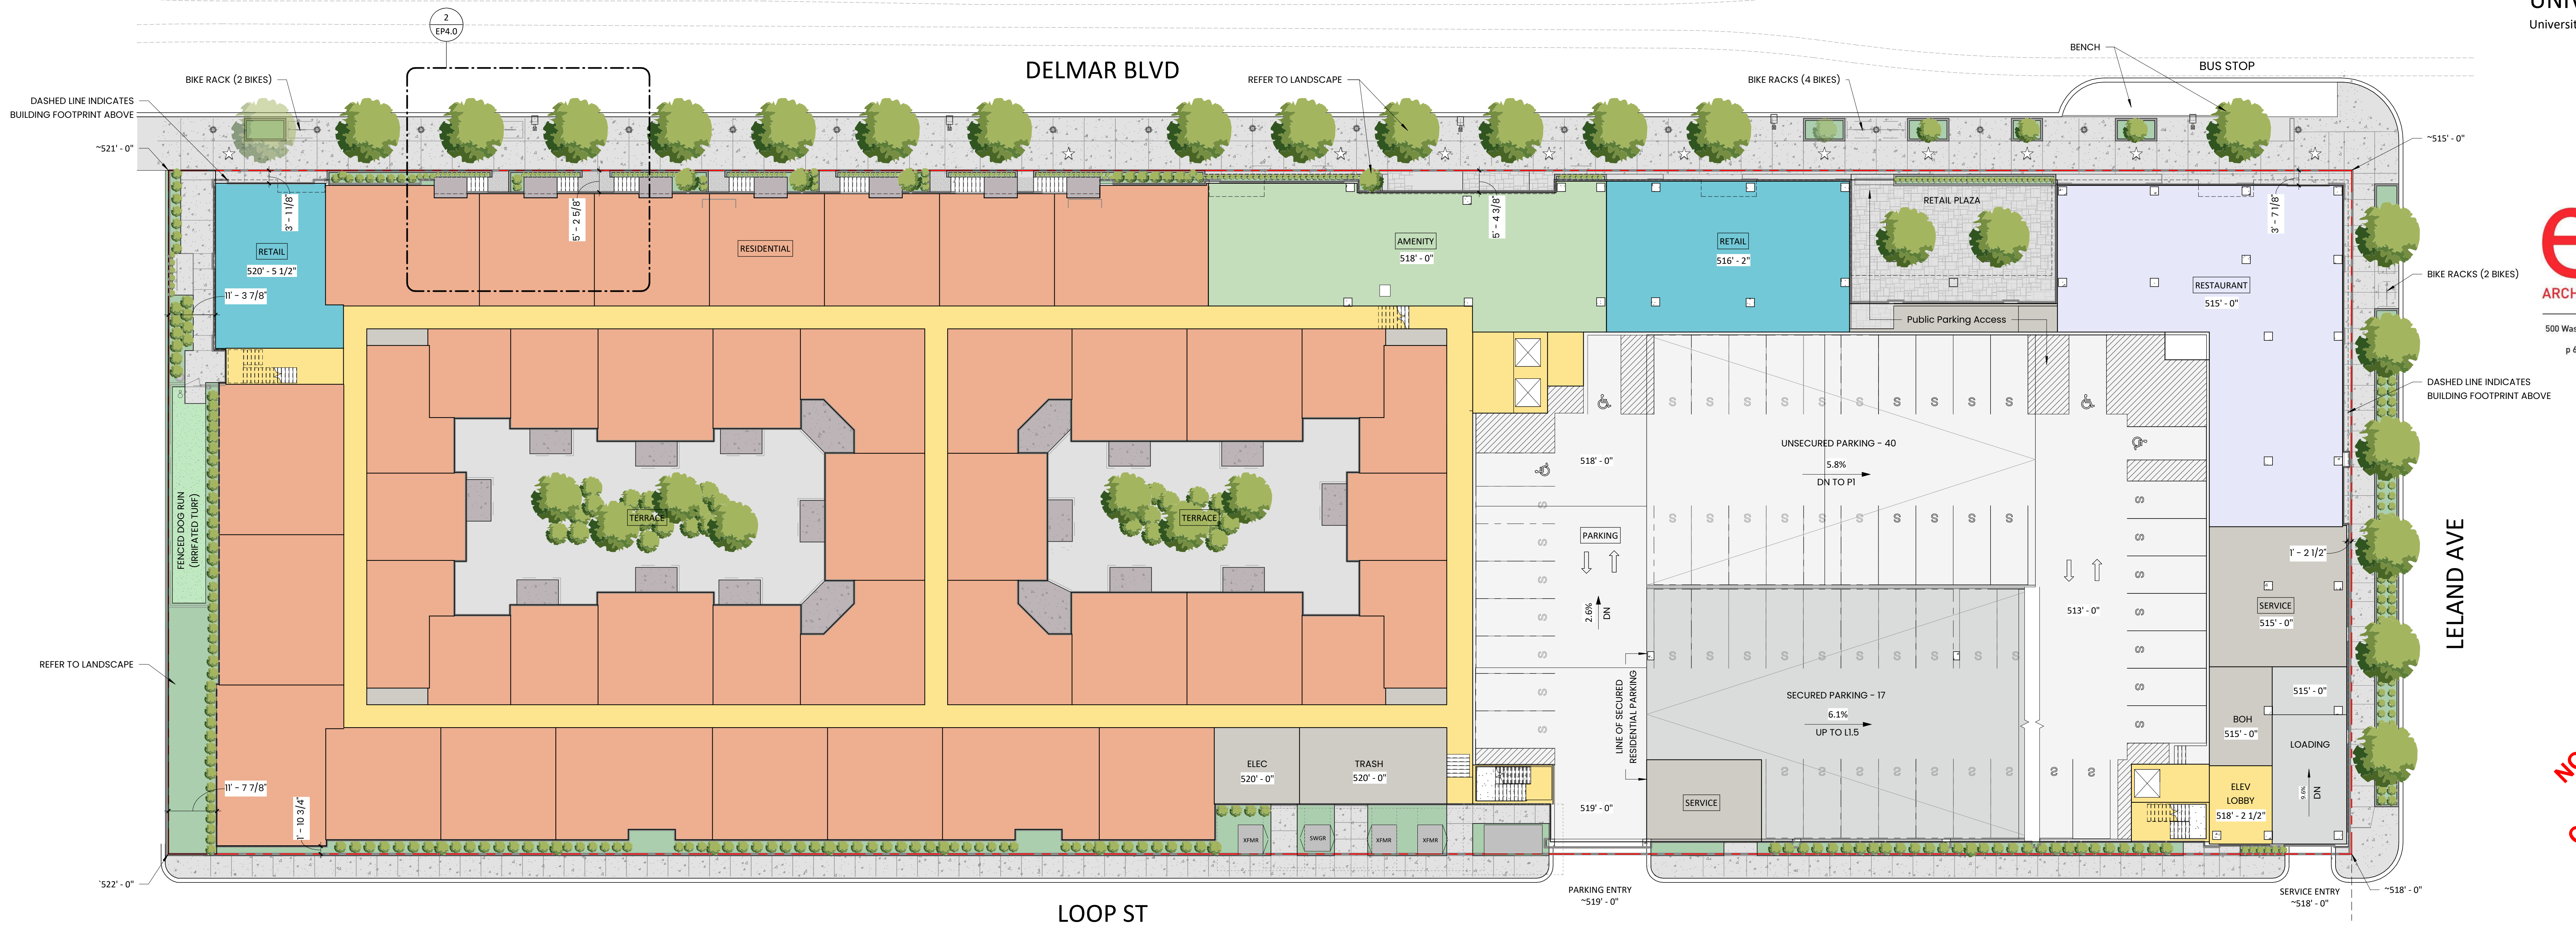 2
EP4.0
DELMAR BLVD
BENCH
BUS STOP
BIKE RACK (2 BIKES)
REFER TO LANDSCAPE
BIKE RACKS (4 BIKES)
DASHED LINE INDICATES
BUILDING FOOTPRINT ABOVE
~521' - 0"
~515' - 0"
3' - 1 1/8"
5' - 2 5/8"
5' - 4 3/8"
3' - 7 1/8"
RETAIL
520' - 5 1/2"
RESIDENTIAL
AMENITY
518' - 0"
RETAIL
516' - 2"
RETAIL PLAZA
RESTAURANT
515' - 0"
BIKE RACKS (2 BIKES)
11' - 3 7/8"
Public Parking Access
DASHED LINE INDICATES
BUILDING FOOTPRINT ABOVE
S S S S S S S S S S
UNSECURED PARKING - 40
5.8%
DN TO P1
518' - 0"
FENCED DOG RUN
(IRRIFATED TURF)
TERRACE
TERRACE
S S S S S S S S S S
PARKING
2.6%
DN
513' - 0"
1' - 2 1/2"
SERVICE
515' - 0"
LELAND AVE
REFER TO LANDSCAPE
S S S S S S S S S S
LINE OF SECURED
RESIDENTIAL PARKING
SECURED PARKING - 17
6.1%
UP TO L1.5
515' - 0"
BOH
515' - 0"
LOADING
9.6%
DN
ELEC
520' - 0"
TRASH
520' - 0"
S S S S S S S S S
11' - 7 7/8"
1' - 10 3/4"
519' - 0"
SERVICE
ELEV
LOBBY
518' - 2 1/2"
XFMR
SWGR
XFMR
XFMR
`522' - 0"
PARKING ENTRY
~519' - 0"
SERVICE ENTRY
~518' - 0"
~518' - 0"
LOOP ST
ARCH
500 Was